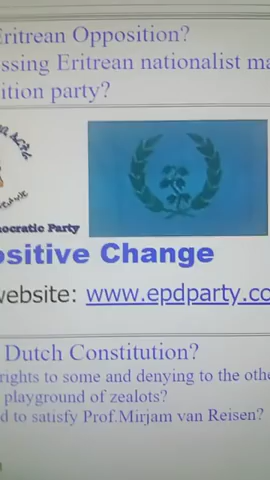 Eritrean Opposition?
ssing Eritrean nationalist ma
ition party?
nocratic Party
ositive Change
website: www.epdparty.co
Dutch Constitution?
rights to some and denying to the othe
playground of zealots?
d to satisfy Prof.Mirjam van Reisen?